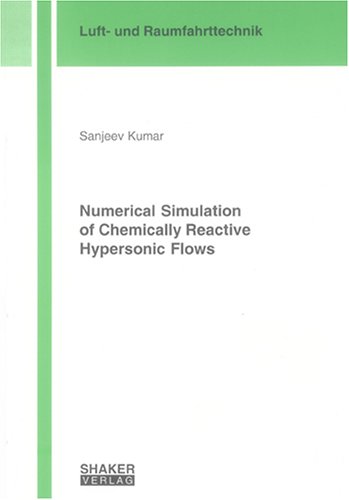 Luft- und Raumfahrttechnik
Sanjeev Kumar
Numerical Simulation
of Chemically Reactive
Hypersonic Flows
SHAKER
VERLAG